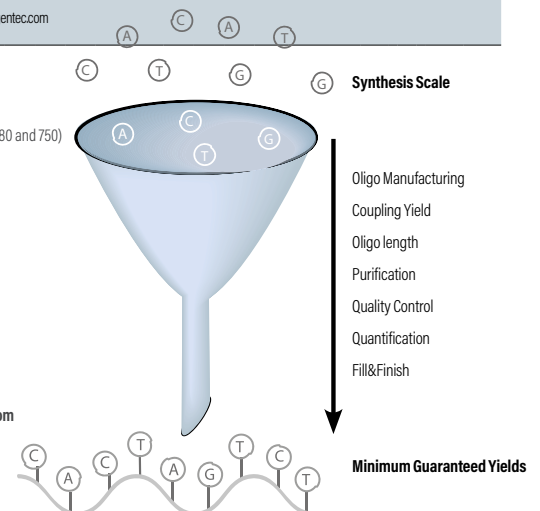 entec.com
C
A
A
T
C
T
G
G
Synthesis Scale
80 and 750)
A
C
T
G
Oligo Manufacturing
Coupling Yield
Oligo length
Purification
Quality Control
Quantification
Fill&Finish
om
C
A
C
T
A
G
T
C
T
Minimum Guaranteed Yields